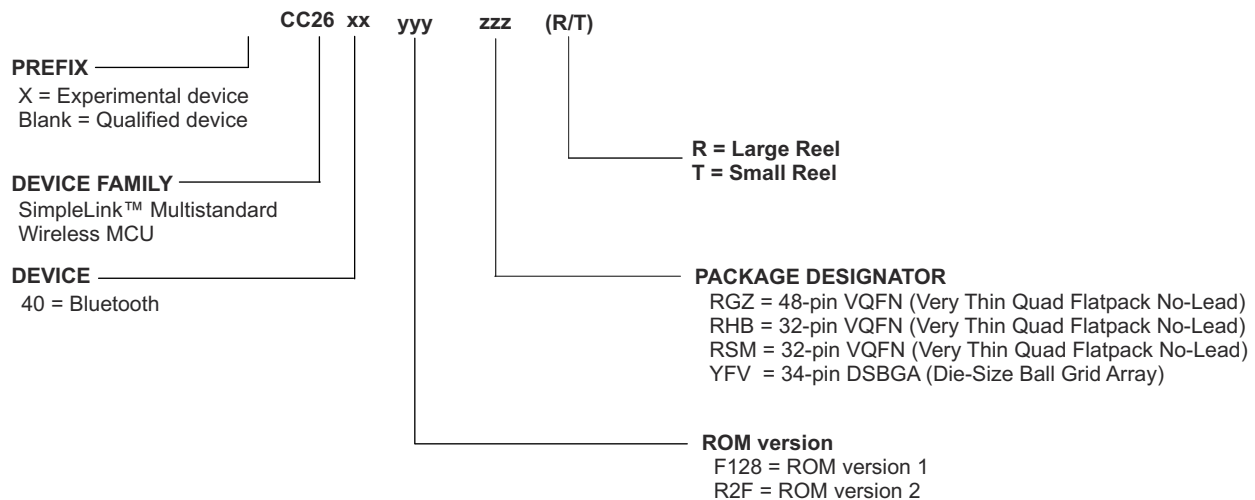 CC26 xx yyy zzz (R/T)
PREFIX
X = Experimental device
Blank = Qualified device
R = Large Reel
T = Small Reel
DEVICE FAMILY
SimpleLink™ Multistandard
Wireless MCU
DEVICE
40 = Bluetooth
PACKAGE DESIGNATOR
RGZ = 48-pin VQFN (Very Thin Quad Flatpack No-Lead)
RHB = 32-pin VQFN (Very Thin Quad Flatpack No-Lead)
RSM = 32-pin VQFN (Very Thin Quad Flatpack No-Lead)
YFV = 34-pin DSBGA (Die-Size Ball Grid Array)
ROM version
F128 = ROM version 1
R2F = ROM version 2